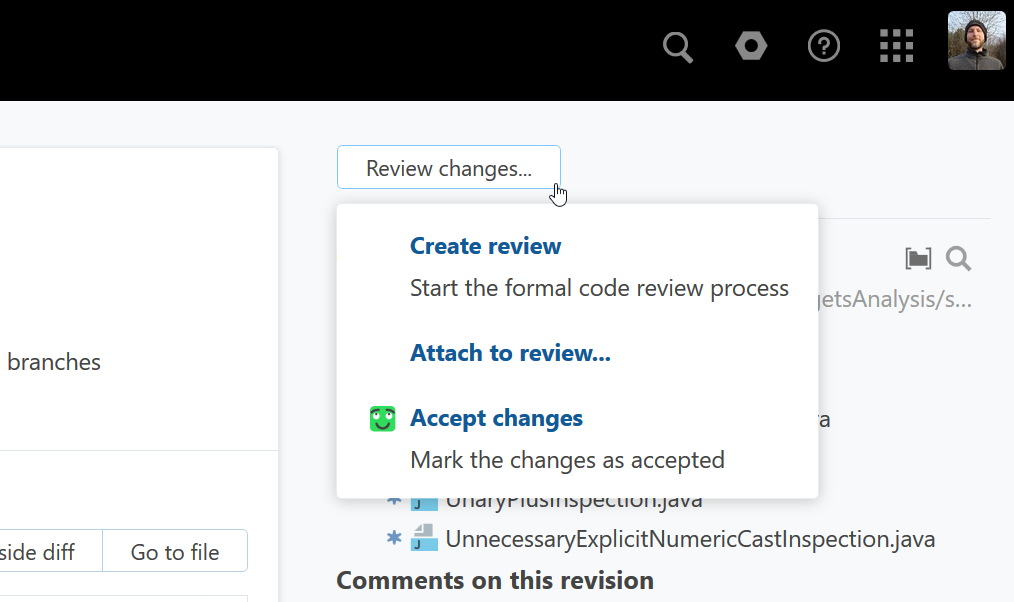 Review changes...
Create review
Start the formal code review process
getsAnalysis/s...
Attach to review...
branches
Accept changes
Mark the changes as accepted
UnaryPlusInspection.java
UnnecessaryExplicitNumericCastInspection.java
side diff
Go to file
Comments on this revision